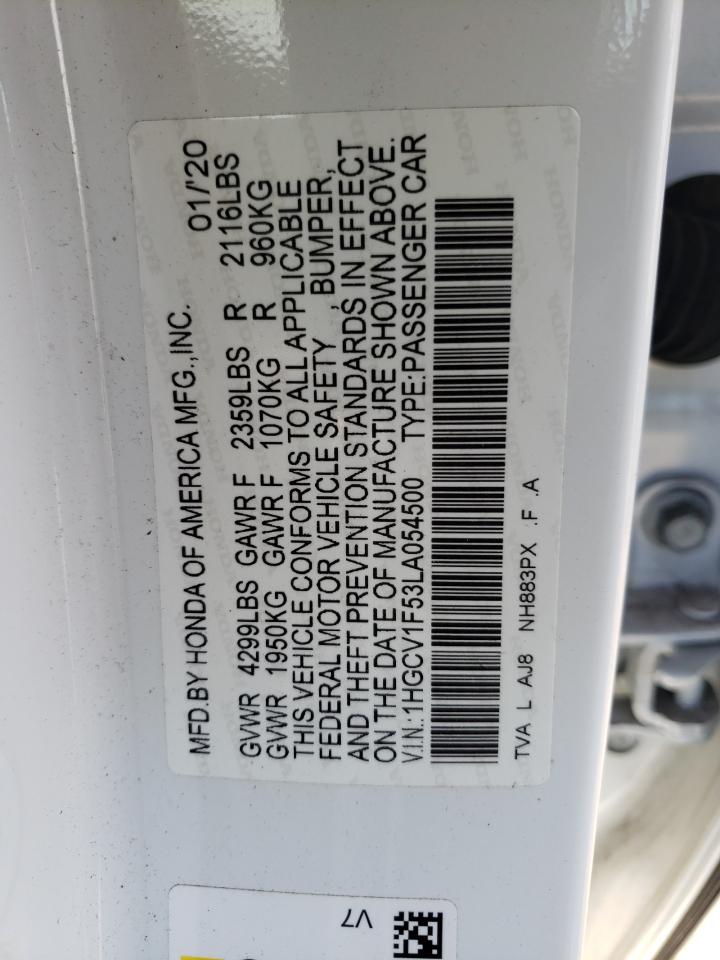 MFD.BY HONDA OF AMERICA MFG.,INC. 01/'20
GVWR 4299LBS GAWR F 2359LBS R 2116LBS
GVWR 1950KG GAWR F 1070KG R 960KG
THIS VEHICLE CONFORMS TO ALL APPLICABLE
FEDERAL MOTOR VEHICLE SAFETY , BUMPER,
AND THEFT PREVENTION STANDARDS IN EFFECT
ON THE DATE OF MANUFACTURE SHOWN ABOVE.
V.I.N.:1HGCV1F53LA054500 TYPE:PASSENGER CAR
TVA L AJ8 NH883PX .F .A
V7